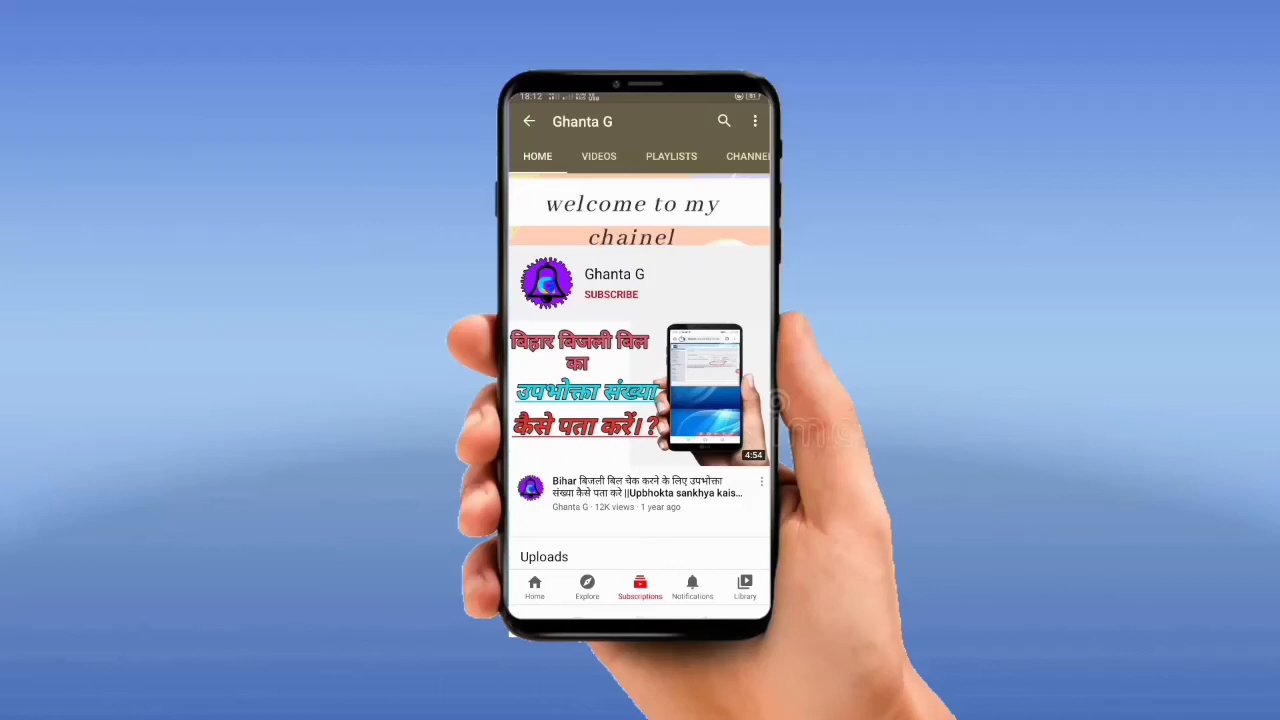 18:12
Ghanta G
HOME VIDEOS PLAYLISTS CHANNE
welcome to my
chainel
Ghanta G
SUBSCRIBE
बिहार बिजली बिल
का
उपभोक्ता संख्या
कैसे पता करें। ?
4:54
Bihar बिजली बिल चेक करने के लिए उपभोक्ता
संख्या कैसे पता करे ||Upbhokta sankhya kais...
Ghanta G · 12K views · 1 year ago
Uploads
Home Explore Subscriptions Notifications Library